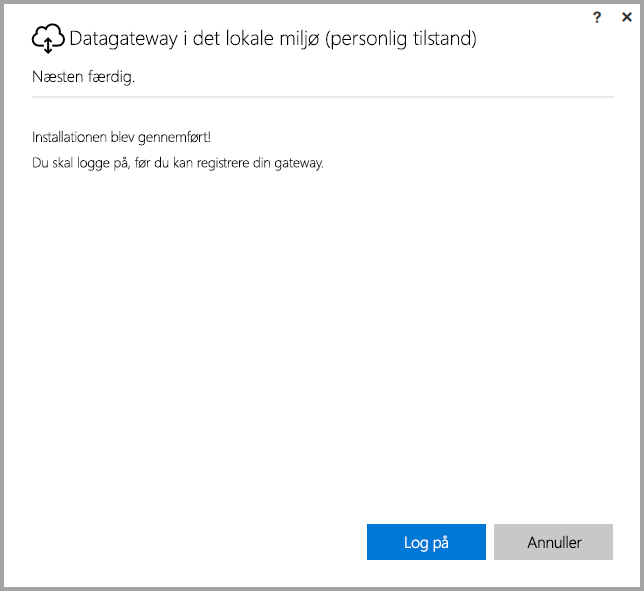 ?
×
Datagateway i det lokale miljø (personlig tilstand)
Næsten færdig.
Installationen blev gennemført!
Du skal logge på, før du kan registrere din gateway.
Log på
Annuller